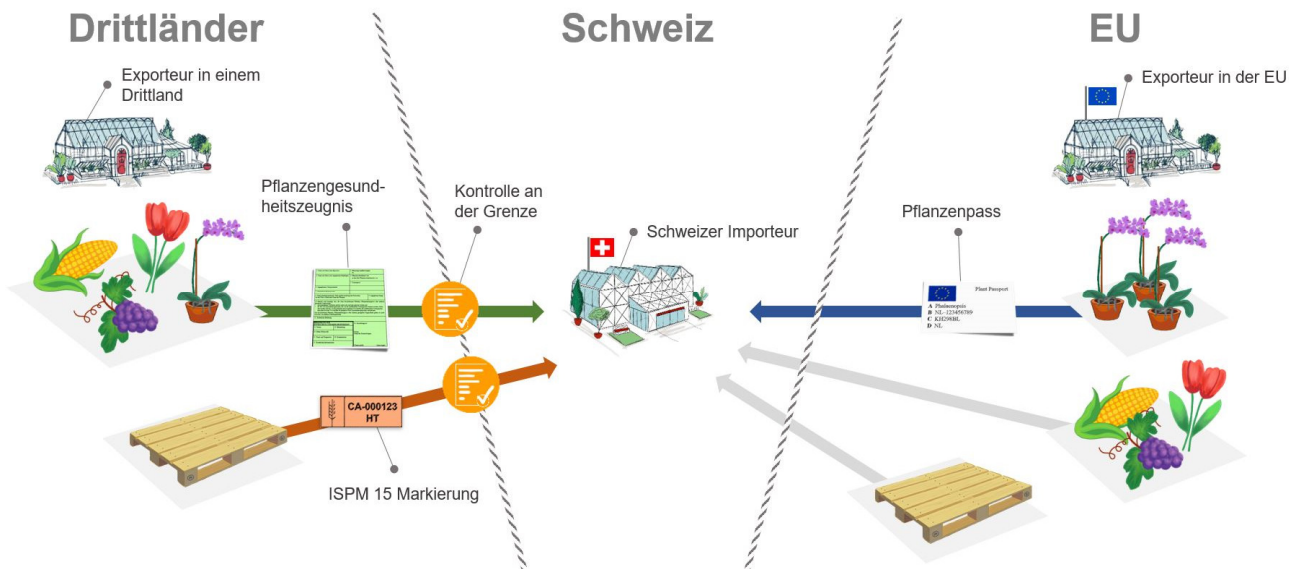 Drittländer
Schweiz
EU
Exporteur in einem
Drittland
Exporteur in der EU
Pflanzengesund-
heitszeugnis
Kontrolle an
der Grenze
Schweizer Importeur
Pflanzenpass
Plant Passport
A Phalaenopsis
B NL-123456789
C KH298BL
D NL
CA-000123
HT
ISPM 15 Markierung